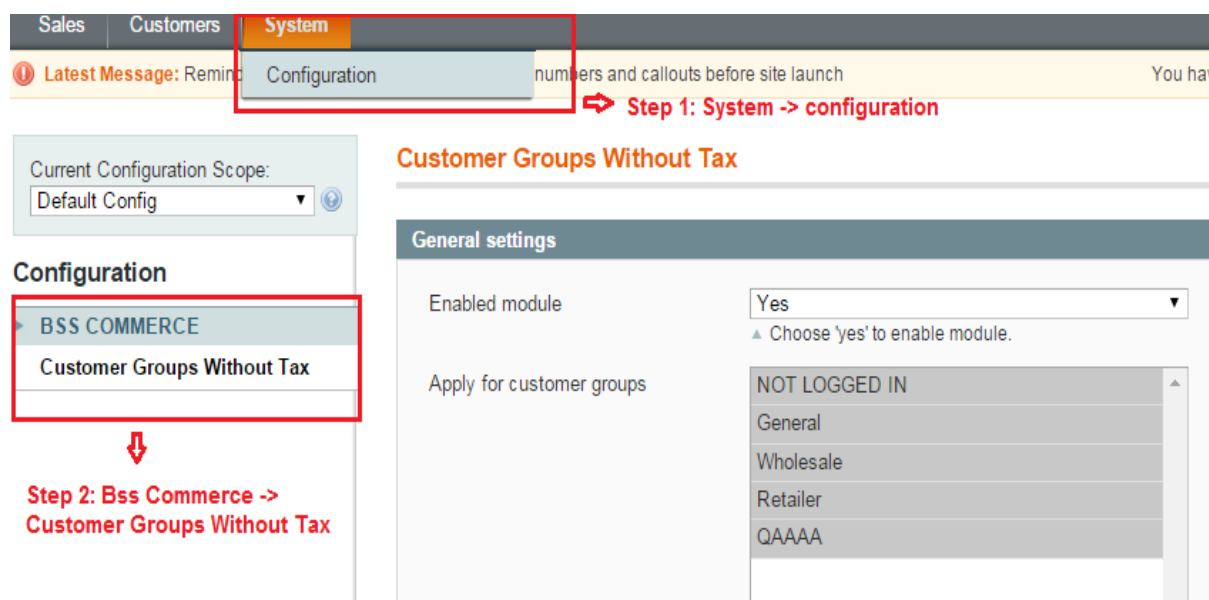 Sales Customers System
Latest Message: Remind Configuration numbers and callouts before site launch You hav
Step 1: System -> configuration
Current Configuration Scope:
Default Config
Customer Groups Without Tax
General settings
Configuration
Enabled module Yes
Choose 'yes' to enable module.
BSS COMMERCE
Customer Groups Without Tax
Apply for customer groups NOT LOGGED IN
General
Wholesale
Retailer
QAAAA
Step 2: Bss Commerce ->
Customer Groups Without Tax